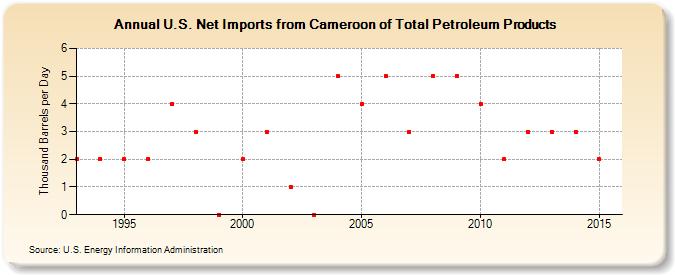 Annual U.S. Net Imports from Cameroon of Total Petroleum Products
Thousand Barrels per Day
6
5
4
3
2
1
0
1995 2000 2005 2010 2015
Source: U.S. Energy Information Administration